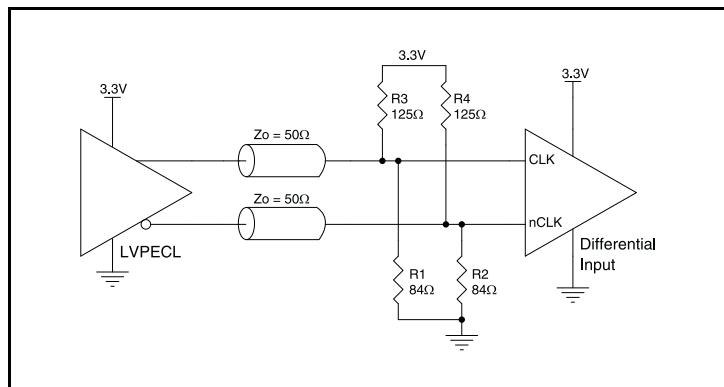 3.3V
R3
125Ω
R4
125Ω
3.3V
3.3V
Zo = 50Ω
CLK
Zo = 50Ω
nCLK
LVPECL
Differential
Input
R1
84Ω
R2
84Ω